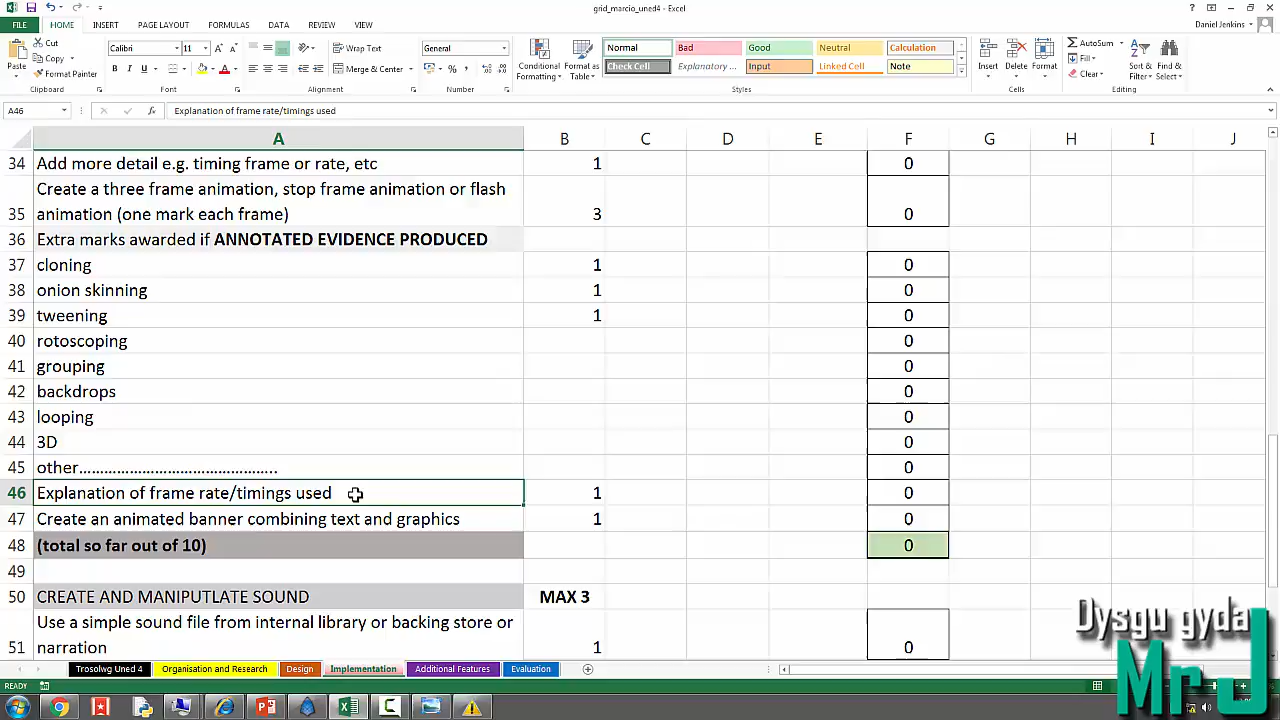 grid_marcio_uned4 - Excel
Daniel Jenkins
FILE HOME INSERT PAGE LAYOUT FORMULAS DATA REVIEW VIEW
Paste
Cut
Copy
Format Painter
Clipboard
Calibri 11
B I U
Font
Wrap Text
Merge & Center
Alignment
General
Number
Conditional Formatting
Format as Table
Normal Bad Good Neutral Calculation
Check Cell Explanatory ... Input Linked Cell Note
Styles
Insert Delete Format
Cells
AutoSum
Fill
Clear
Sort & Filter
Find & Select
Editing
A46 Explanation of frame rate/timings used
A B C D E F G H I J
34 Add more detail e.g. timing frame or rate, etc 1 0
Create a three frame animation, stop frame animation or flash
35 animation (one mark each frame) 3 0
36 Extra marks awarded if ANNOTATED EVIDENCE PRODUCED
37 cloning 1 0
38 onion skinning 1 0
39 tweening 1 0
40 rotoscoping 0
41 grouping 0
42 backdrops 0
43 looping 0
44 3D 0
45 other………………………………………….. 0
46 Explanation of frame rate/timings used 1 0
47 Create an animated banner combining text and graphics 1 0
48 (total so far out of 10) 0
49
50 CREATE AND MANIPUTLATE SOUND MAX 3
Use a simple sound file from internal library or backing store or
51 narration 1 0
Trosolwg Uned 4 Organisation and Research Design Implementation Additional Features Evaluation
READY
Dysgu gyda
MrJ